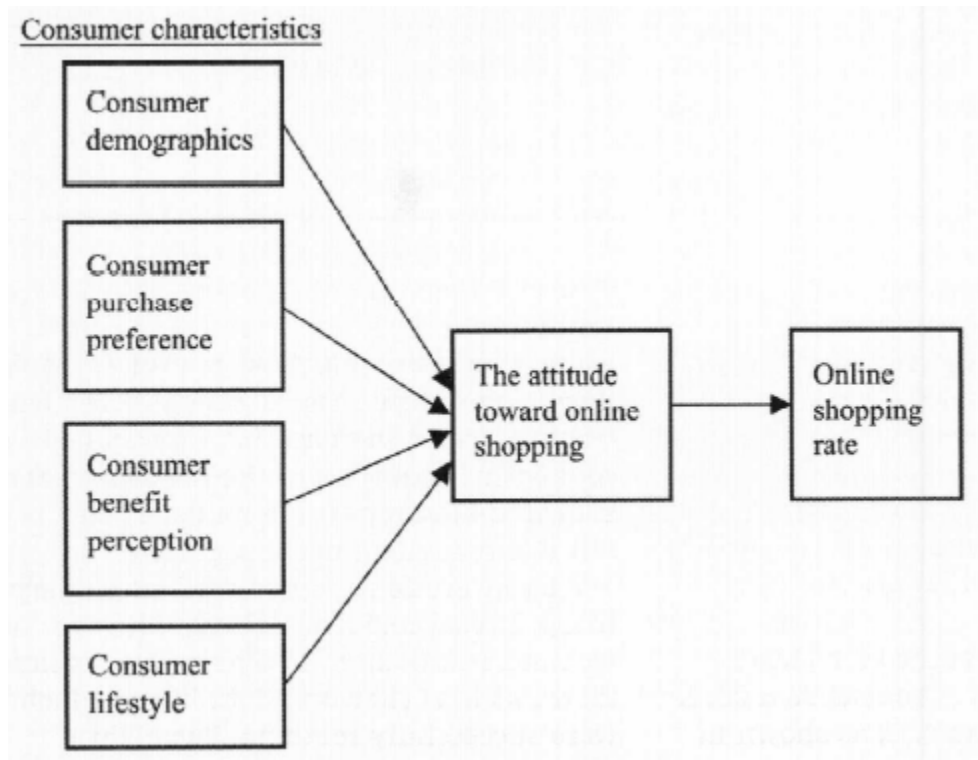 Consumer characteristics
Consumer
demographics
Consumer
purchase
preference
Consumer
benefit
perception
Consumer
lifestyle
The attitude
toward online
shopping
Online
shopping
rate